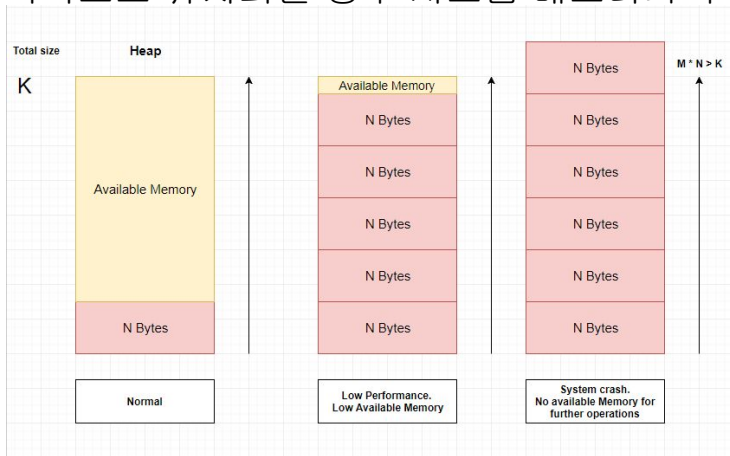 Total size
Heap
K
Available Memory
N Bytes
Normal
Available Memory
N Bytes
N Bytes
N Bytes
N Bytes
N Bytes
Low Performance.
Low Available Memory
N Bytes
N Bytes
N Bytes
N Bytes
N Bytes
N Bytes
M * N > K
System crash.
No available Memory for
further operations